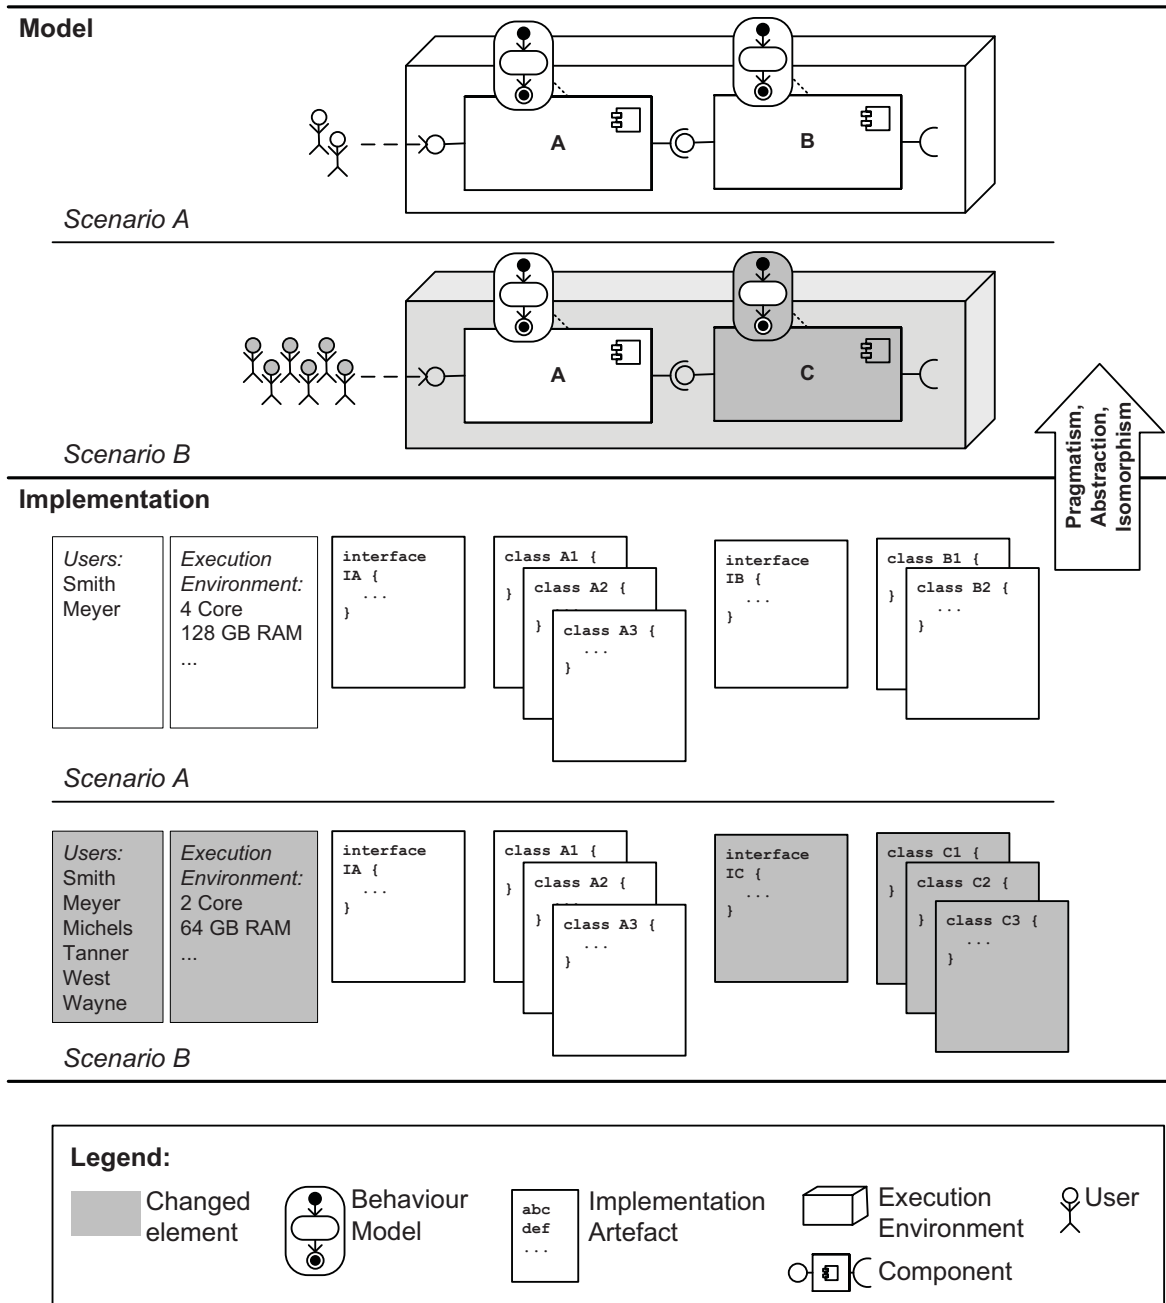 Model
A
B
Scenario A
A
C
Scenario B
Pragmatism,
Abstraction,
Isomorphism
Implementation
Users:
Smith
Meyer
Execution
Environment:
4 Core
128 GB RAM
...
interface
IA {
...
}
class A1 {
}
class A2 {
...
}
class A3 {
...
}
interface
IB {
...
}
class B1 {
}
class B2 {
...
}
Scenario A
Users:
Smith
Meyer
Michels
Tanner
West
Wayne
Execution
Environment:
2 Core
64 GB RAM
...
interface
IA {
...
}
class A1 {
}
class A2 {
...
}
class A3 {
...
}
interface
IC {
...
}
class C1 {
}
class C2 {
}
class C3 {
...
}
Scenario B
Legend:
Changed
element
Behaviour
Model
abc
def
...
Implementation
Artefact
Execution
Environment
User
Component